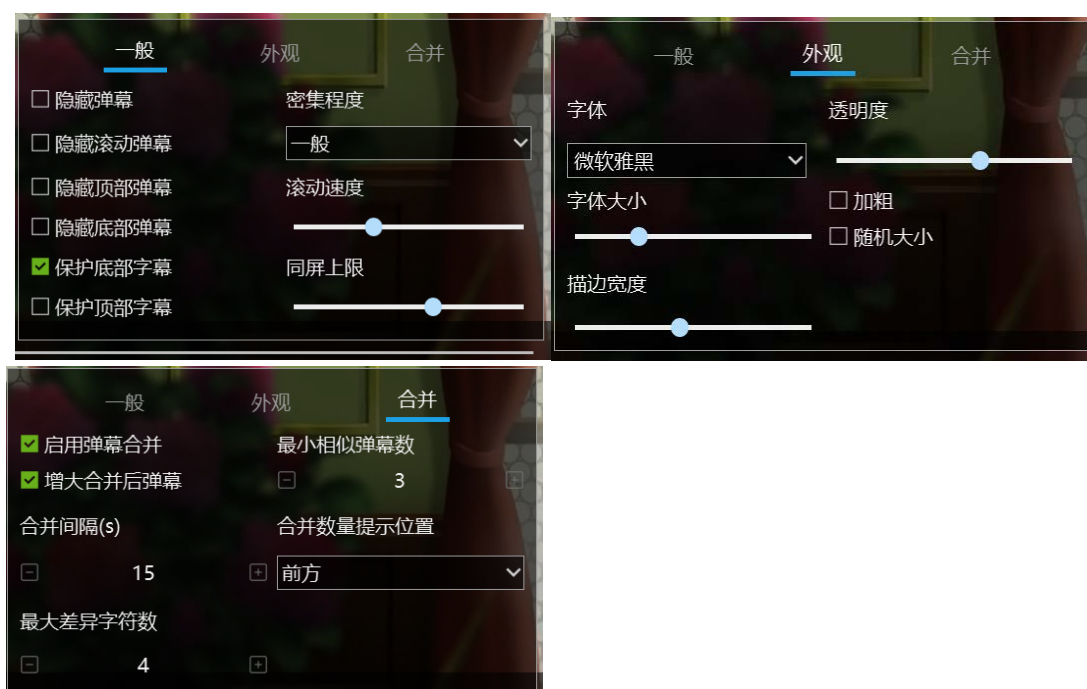 一般 外观 合并
隐藏弹幕 密集程度
隐藏滚动弹幕 一般
隐藏顶部弹幕 滚动速度
隐藏底部弹幕
保护底部字幕 同屏上限
保护顶部字幕
一般 外观 合并
字体 透明度
微软雅黑
字体大小 加粗
随机大小
描边宽度
一般 外观 合并
启用弹幕合并 最小相似弹幕数
增大合并后弹幕 3
合并间隔(s) 合并数量提示位置
15 前方
最大差异字符数
4